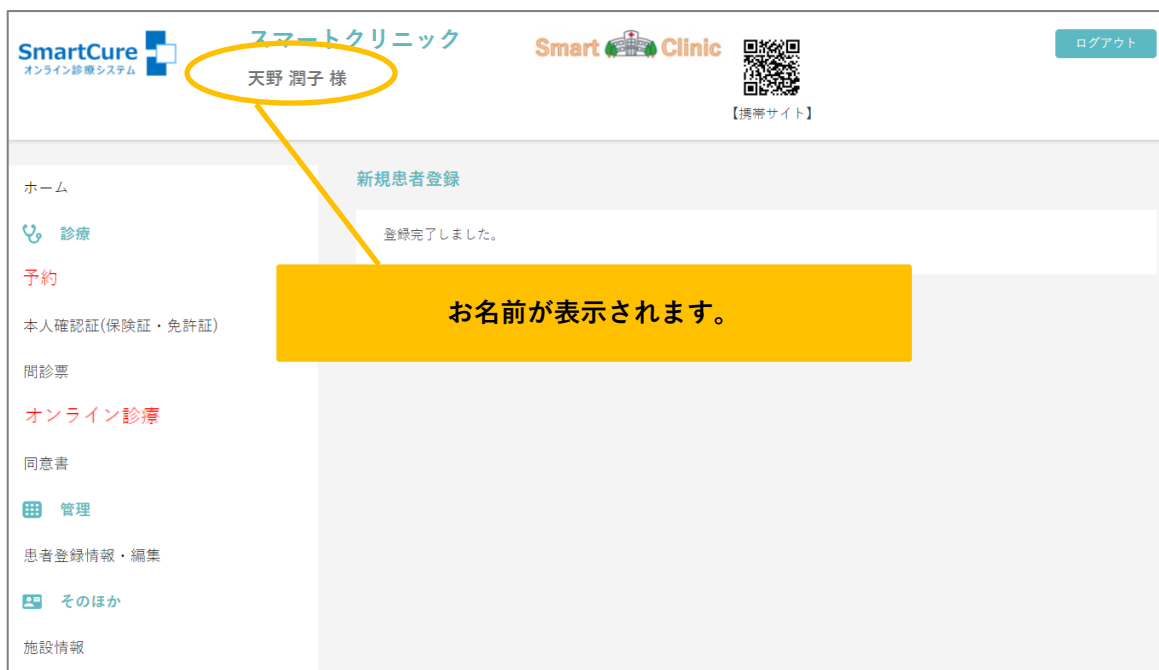 SmartCure
オンライン診療システム
スマートクリニック
天野 潤子 様
Smart Clinic
【携帯サイト】
ログアウト
ホーム
診療
予約
本人確認証(保険証・免許証)
問診票
オンライン診療
同意書
管理
患者登録情報・編集
そのほか
施設情報
新規患者登録
登録完了しました。
お名前が表示されます。